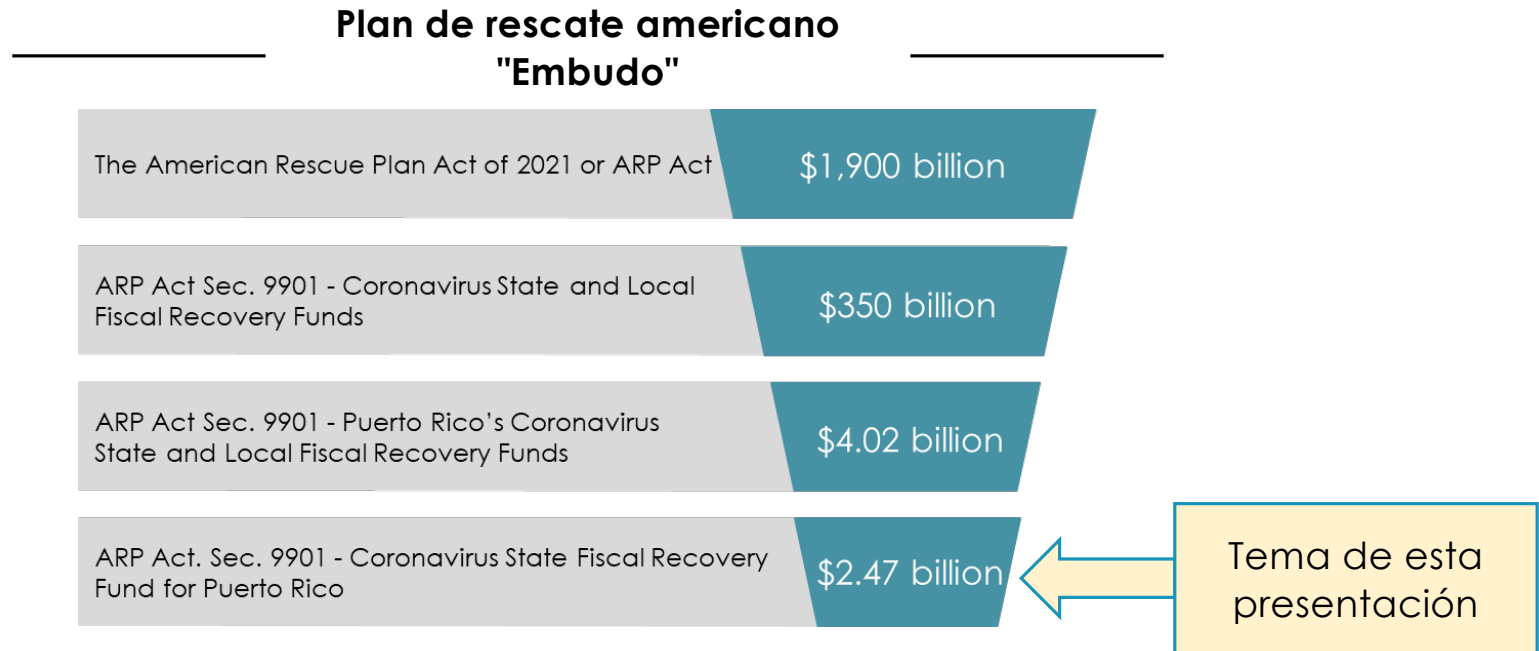 Plan de rescate americano
"Embudo"
The American Rescue Plan Act of 2021 or ARP Act
$1,900 billion
ARP Act Sec. 9901 - Coronavirus State and Local
Fiscal Recovery Funds
$350 billion
ARP Act Sec. 9901 - Puerto Rico’s Coronavirus
State and Local Fiscal Recovery Funds
$4.02 billion
ARP Act. Sec. 9901 - Coronavirus State Fiscal Recovery
Fund for Puerto Rico
$2.47 billion
Tema de esta
presentación